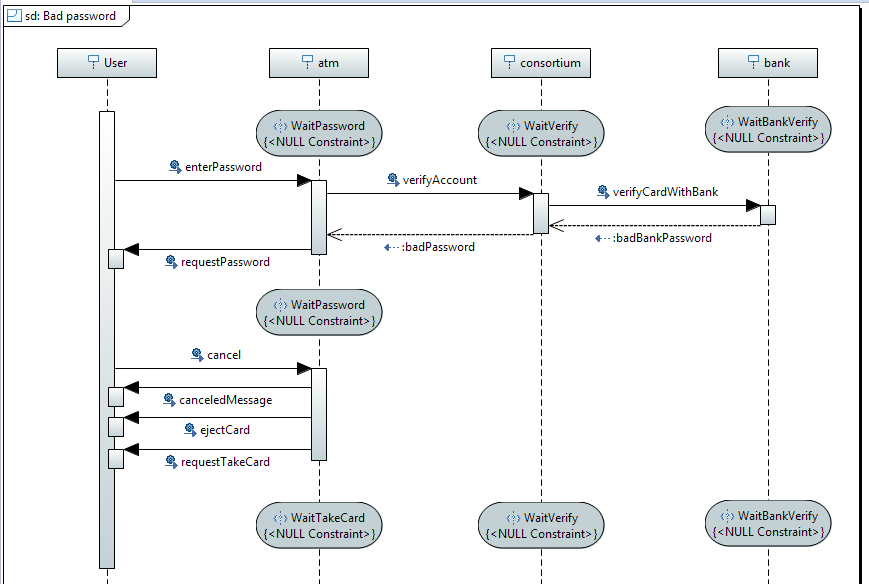 sd: Bad password
User
atm
consortium
bank
WaitPassword
{<NULL Constraint>}
WaitVerify
{<NULL Constraint>}
WaitBankVerify
{<NULL Constraint>}
enterPassword
verifyAccount
verifyCardWithBank
:badPassword
:badBankPassword
requestPassword
WaitPassword
{<NULL Constraint>}
cancel
canceledMessage
ejectCard
requestTakeCard
WaitTakeCard
{<NULL Constraint>}
WaitVerify
{<NULL Constraint>}
WaitBankVerify
{<NULL Constraint>}